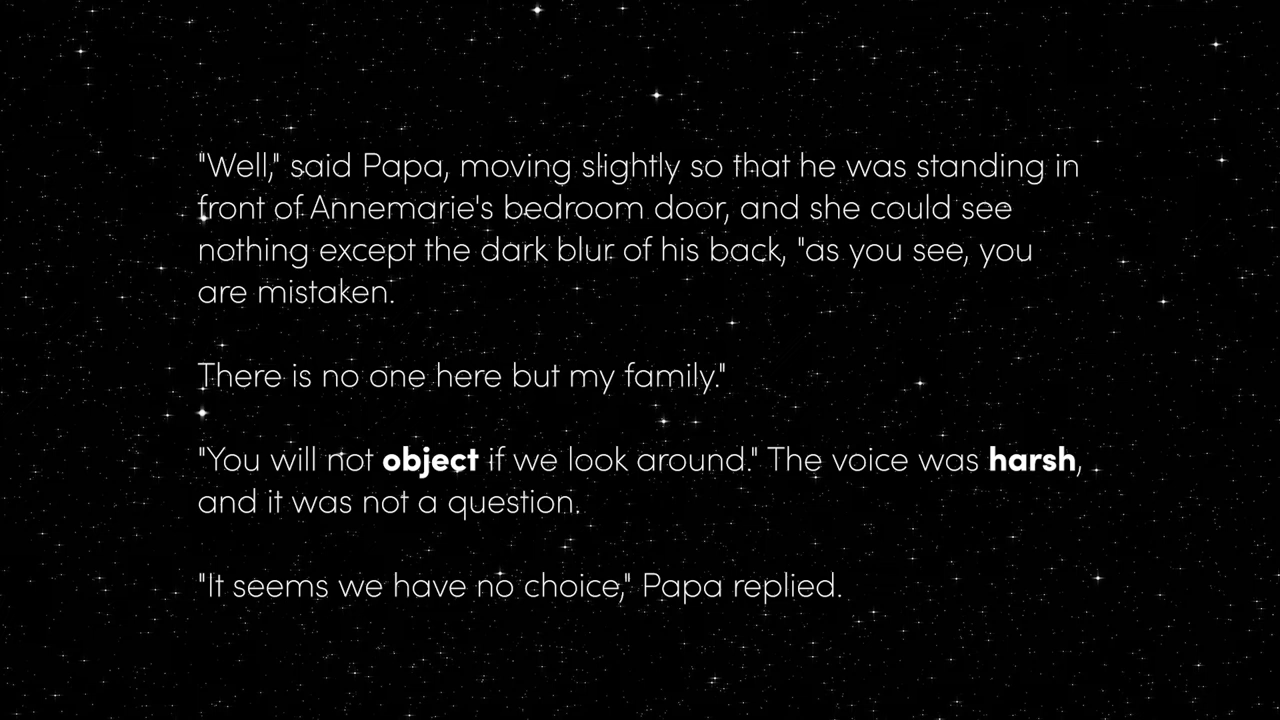 "Well," said Papa, moving slightly so that he was standing in
front of Annemarie's bedroom door, and she could see
nothing except the dark blur of his back, "as you see, you
are mistaken.
There is no one here but my family."
"You will not object if we look around." The voice was harsh,
and it was not a question.
"It seems we have no choice," Papa replied.